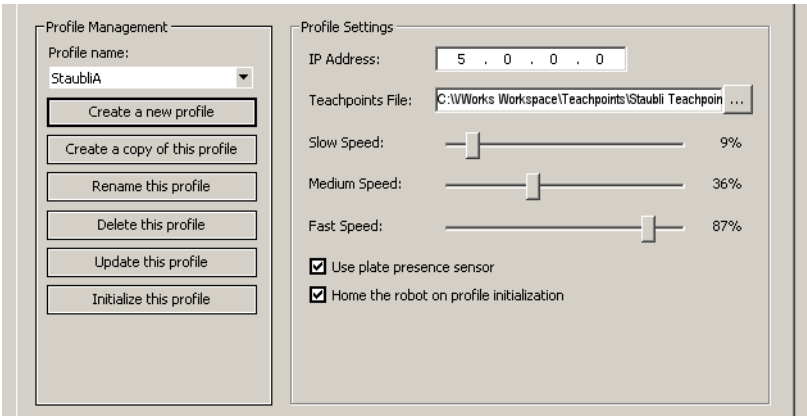 Profile Management
Profile name:
StaubliA
Create a new profile
Create a copy of this profile
Rename this profile
Delete this profile
Update this profile
Initialize this profile
Profile Settings
IP Address: 5 . 0 . 0 . 0
Teachpoints File: C:\VWorks Workspace\Teachpoints\Staubli Teachpoin ...
Slow Speed: 9%
Medium Speed: 36%
Fast Speed: 87%
Use plate presence sensor
Home the robot on profile initialization